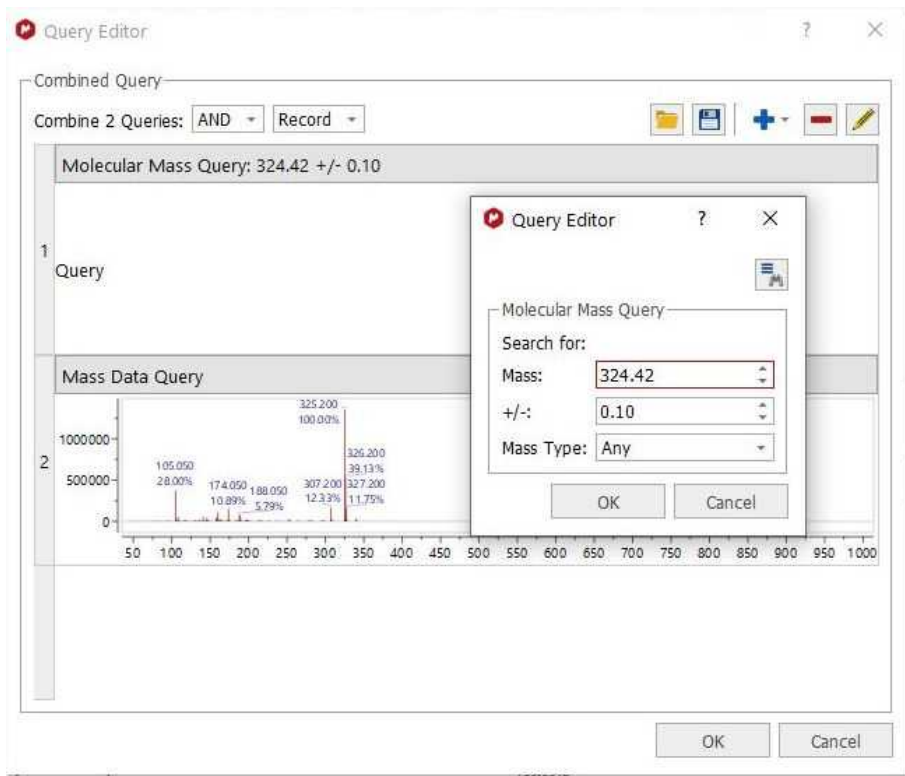 Query Editor ? ×
Combined Query
Combine 2 Queries: AND Record
Molecular Mass Query: 324.42 +/- 0.10
1
Query
Query Editor ? ×
Molecular Mass Query
Search for:
Mass: 324.42
+/-: 0.10
Mass Type: Any
OK Cancel
Mass Data Query
2
1000000
500000
0
105.050
28.00%
174.050
10.89%
188.050
5.79%
307.200
12.33%
325.200
100.00%
326.200
39.13%
327.200
11.75%
50 100 150 200 250 300 350 400 450 500 550 600 650 700 750 800 850 900 950 1000
OK Cancel